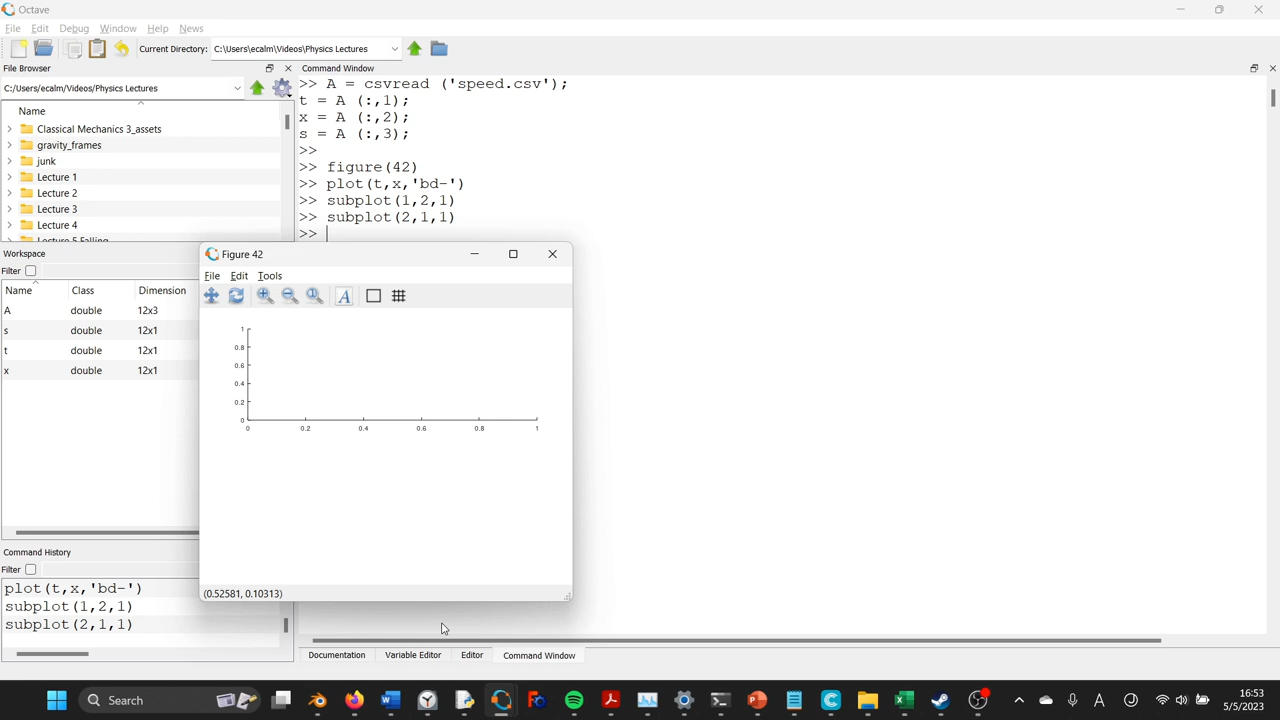 Octave
File Edit Debug Window Help News
Current Directory: C:\Users\ecalm\Videos\Physics Lectures
File Browser
C:/Users/ecalm/Videos/Physics Lectures
Name
Classical Mechanics 3_assets
gravity_frames
junk
Lecture 1
Lecture 2
Lecture 3
Lecture 4
Lecture 5 Falling
Workspace
Filter
Name Class Dimension
A double 12x3
s double 12x1
t double 12x1
x double 12x1
Command History
Filter
plot(t,x,'bd-')
subplot(1,2,1)
subplot(2,1,1)
Command Window
>> A = csvread ('speed.csv');
t = A (:,1);
x = A (:,2);
s = A (:,3);
>>
>> figure(42)
>> plot(t,x,'bd-')
>> subplot(1,2,1)
>> subplot(2,1,1)
>>
Figure 42
File Edit Tools
A
1
0.8
0.6
0.4
0.2
0
0 0.2 0.4 0.6 0.8 1
(0.52581, 0.10313)
Documentation Variable Editor Editor Command Window
Search
16:53
5/5/2023